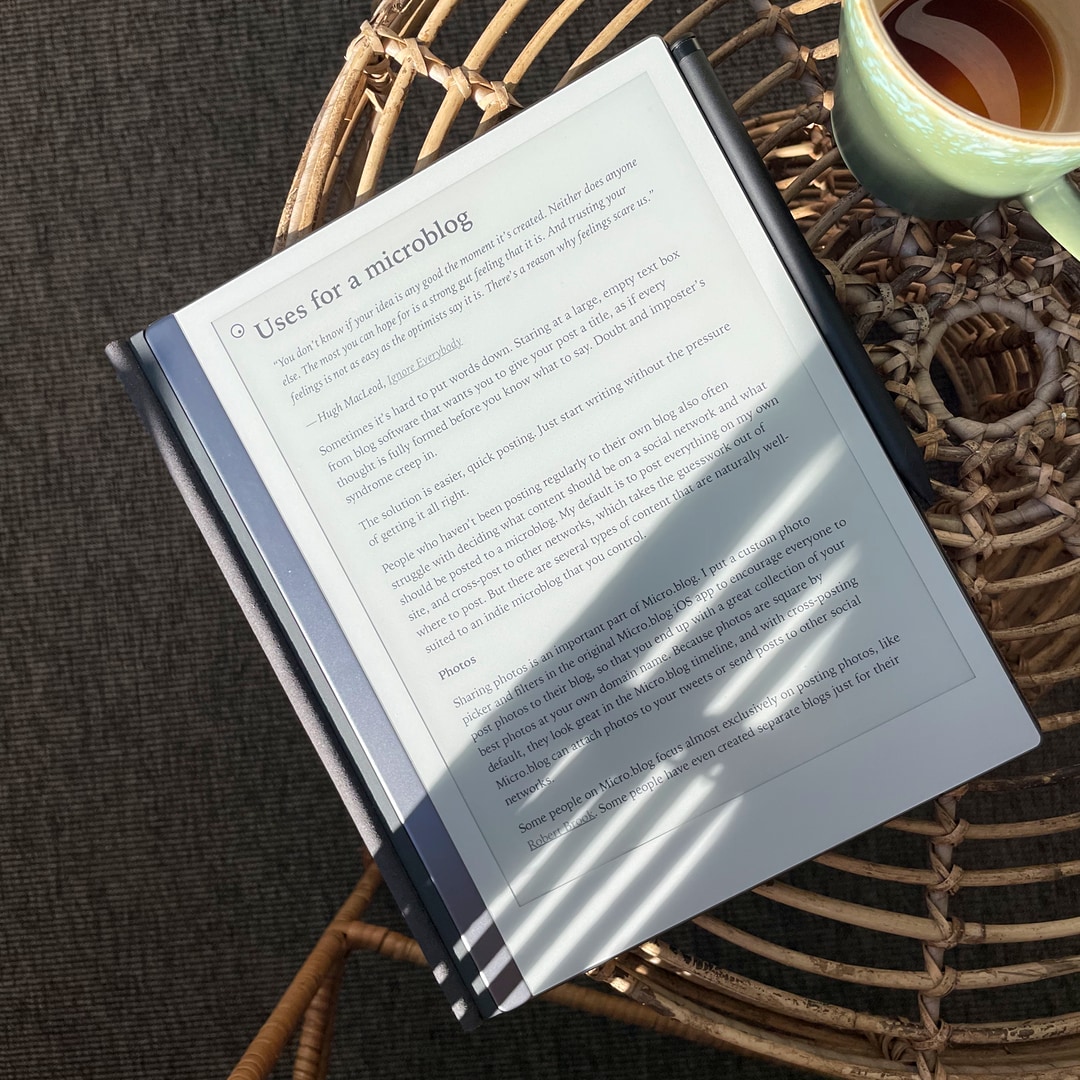 Uses for a microblog
“You don’t know if your idea is any good the moment it’s created. Neither does anyone
else. The most you can hope for is a strong gut feeling that it is. And trusting your
feelings is not as easy as the optimists say it is. There’s a reason why feelings scare us.”
—Hugh MacLeod, Ignore Everybody
Sometimes it’s hard to put words down. Staring at a large, empty text box
from blog software that wants you to give your post a title, as if every
thought is fully formed before you know what to say. Doubt and imposter’s
syndrome creep in.
The solution is easier, quick posting. Just start writing without the pressure
of getting it all right.
People who haven’t been posting regularly to their own blog also often
struggle with deciding what content should be on a social network and what
should be posted to a microblog. My default is to post everything on my own
site, and cross-post to other networks, which takes the guesswork out of
where to post. But there are several types of content that are naturally well-
suited to an indie microblog that you control.
Photos
Sharing photos is an important part of Micro.blog. I put a custom photo
picker and filters in the original Micro.blog iOS app to encourage everyone to
post photos to their blog, so that you end up with a great collection of your
best photos at your own domain name. Because photos are square by
default, they look great in the Micro.blog timeline, and with cross-posting
Micro.blog can attach photos to your tweets or send posts to other social
networks.
Some people on Micro.blog focus almost exclusively on posting photos, like
Robert Brook. Some people have even created separate blogs just for their